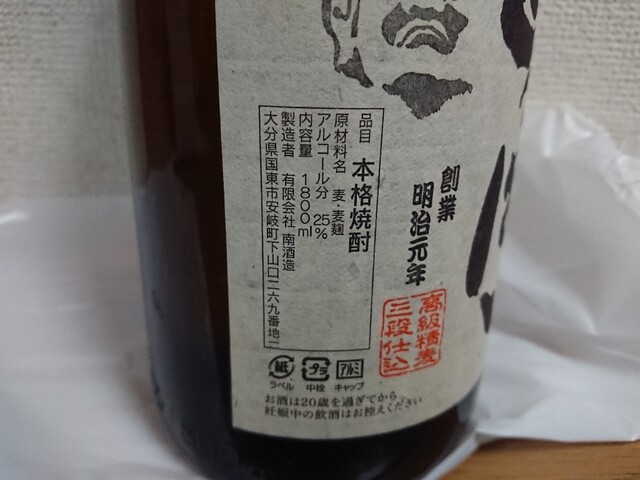 創業
明治元年
高級精麦
三段仕込
品目 本格焼酎
原材料名 麦・麦麹
アルコール分 25%
内容量 1800ml
製造者 有限会社 南酒造
大分県国東市安岐町下山口二六九番地二
紙 プラ アルミ
ラベル 中栓 キャップ
お酒は20歳を過ぎてから。
妊娠中の飲酒はお控えください